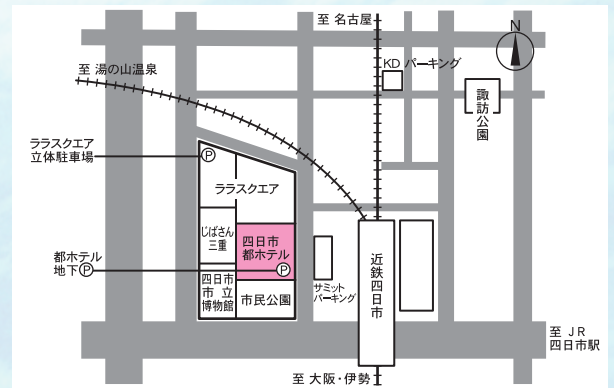 至 名古屋
N
KD パーキング
至 湯の山温泉
諏訪公園
ララスクエア
立体駐車場
P
ララスクエア
じばさん
三重
四日市
都ホテル
都ホテル
地下P
P
四日市
市立
博物館
市民公園
サミット
パーキング
近鉄四日市
至 JR
四日市駅
至 大阪・伊勢